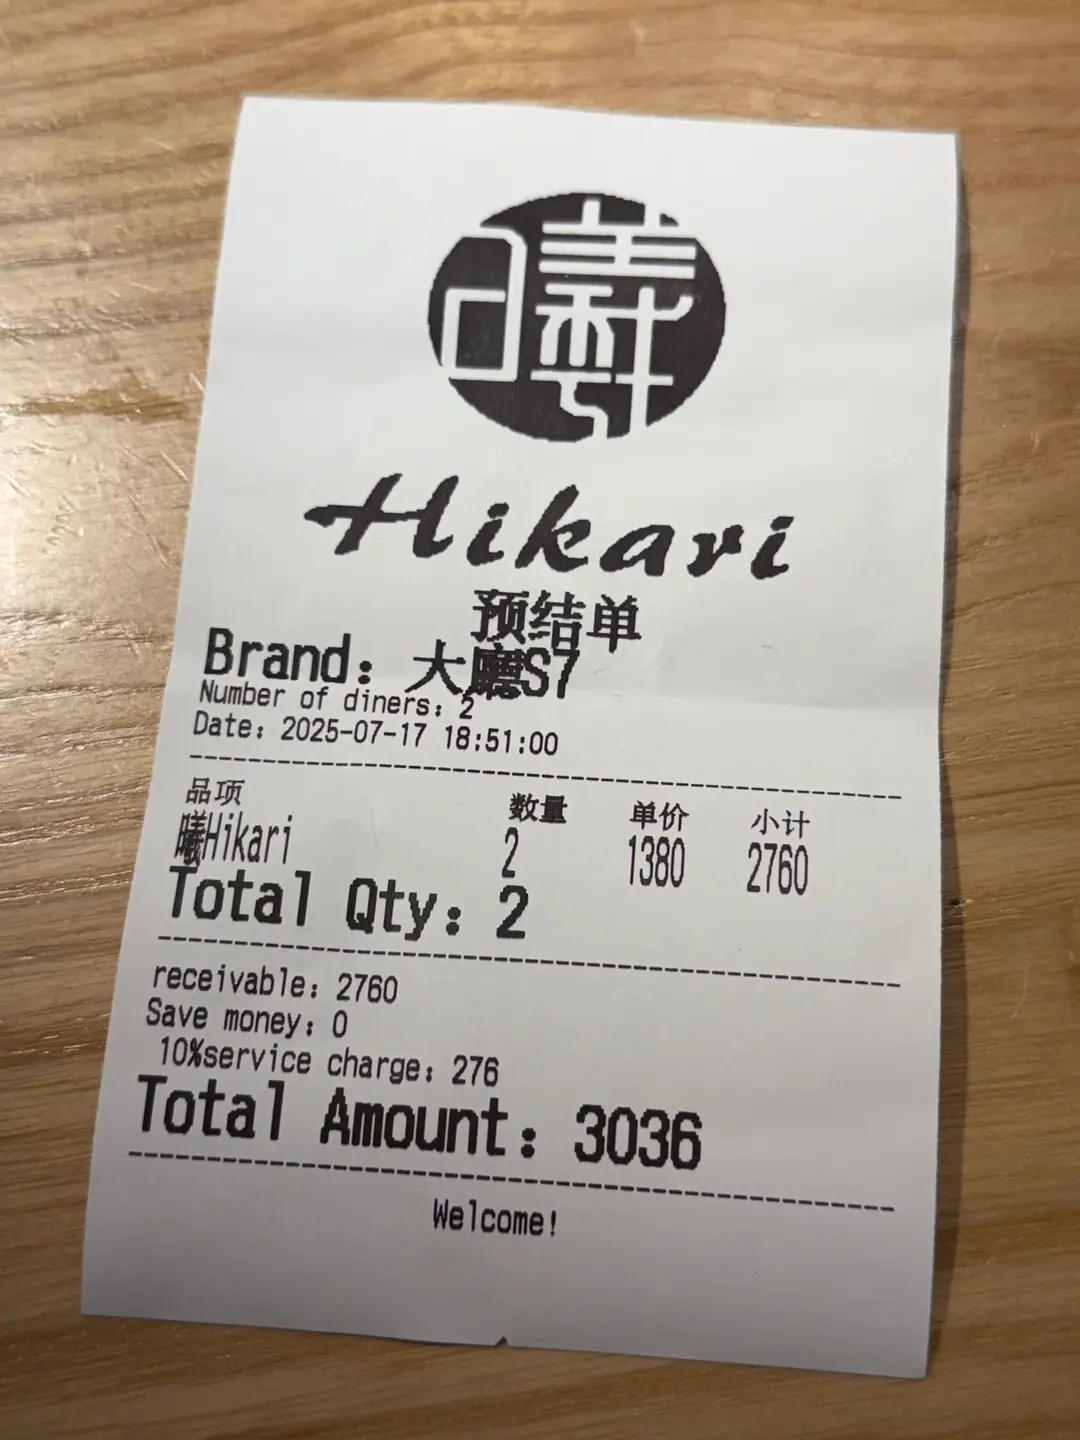 曦
Hikari
预结单
Brand: 大廳S7
Number of diners: 2
Date: 2025-07-17 18:51:00
品项 数量 单价 小计
曦Hikari 2 1380 2760
Total Qty: 2
receivable: 2760
Save money: 0
10%service charge: 276
Total Amount: 3036
Welcome!